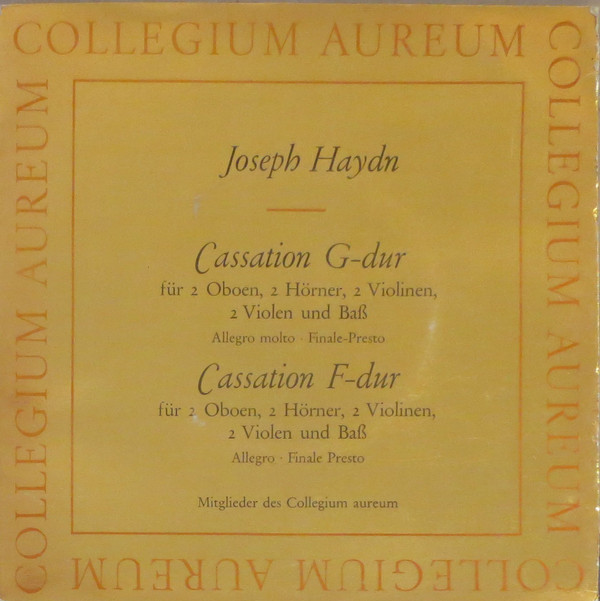 COLLEGIUM AUREUM
COLLEGIUM AUREUM
COLLEGIUM AUREUM
COLLEGIUM AUREUM
Joseph Haydn
Cassation G-dur
für 2 Oboen, 2 Hörner, 2 Violinen,
2 Violen und Baß
Allegro molto · Finale-Presto
Cassation F-dur
für 2 Oboen, 2 Hörner, 2 Violinen,
2 Violen und Baß
Allegro · Finale Presto
Mitglieder des Collegium aureum